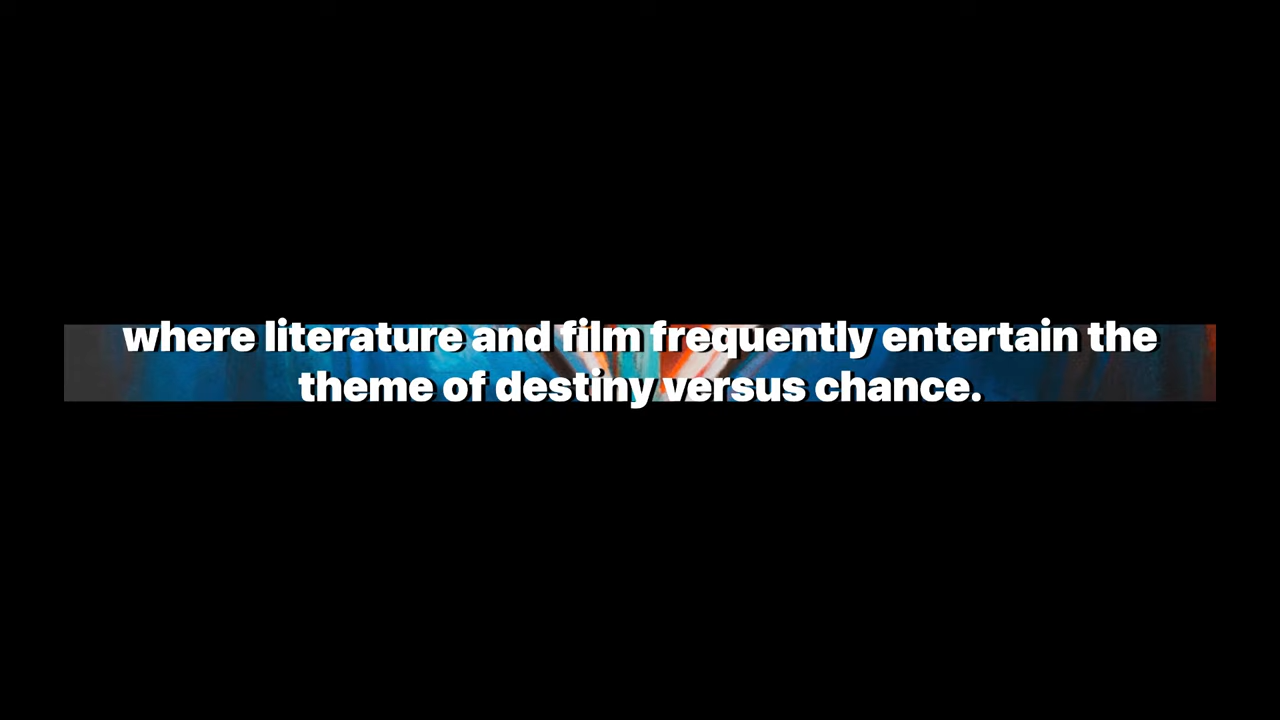 where literature and film frequently entertain the
theme of destiny versus chance.